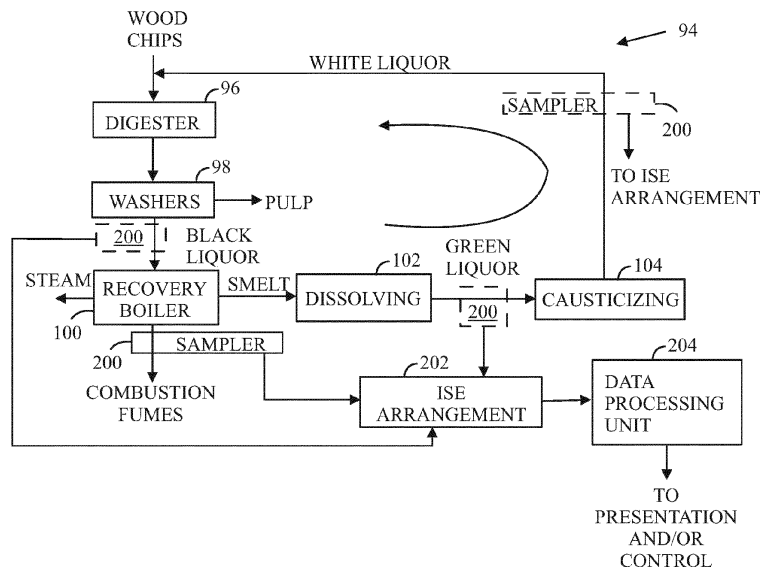 WOOD
CHIPS
94
WHITE LIQUOR
96
DIGESTER
SAMPLER
200
TO ISE
ARRANGEMENT
98
WASHERS
PULP
200
BLACK
LIQUOR
GREEN
LIQUOR
102
104
STEAM
RECOVERY
BOILER
SMELT
DISSOLVING
200
CAUSTICIZING
100
200
SAMPLER
COMBUSTION
FUMES
202
ISE
ARRANGEMENT
204
DATA
PROCESSING
UNIT
TO
PRESENTATION
AND/OR
CONTROL